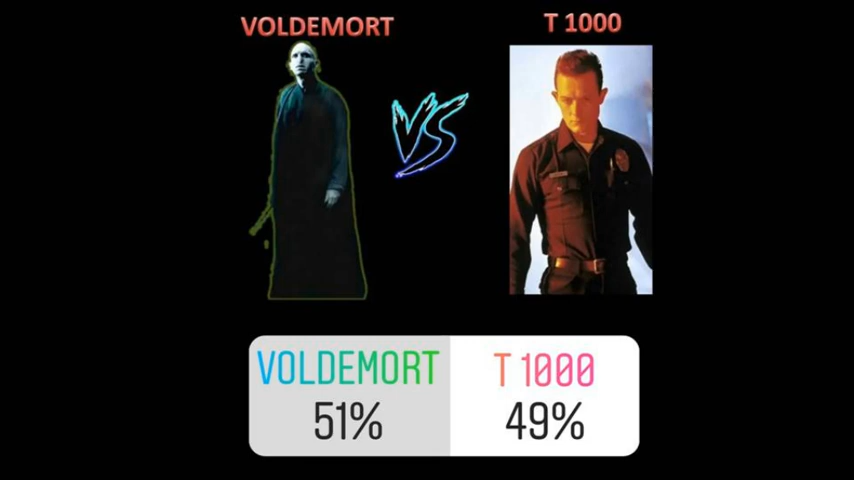 VOLDEMORT
T 1000
VS
VOLDEMORT
T 1000
51%
49%